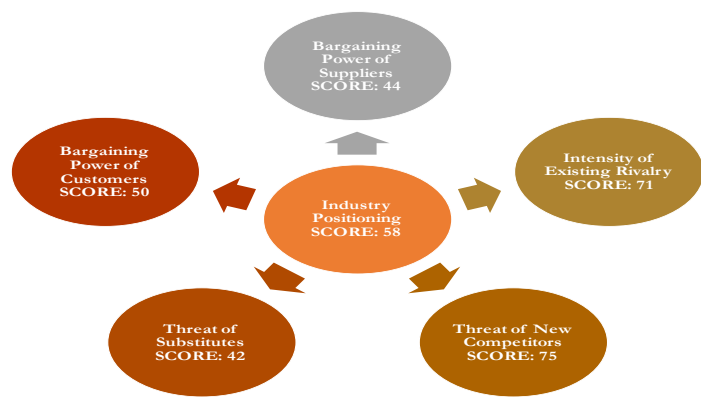 Bargaining
Power of
Suppliers
SCORE: 44
Bargaining
Power of
Customers
SCORE: 50
Intensity of
Existing Rivalry
SCORE: 71
Industry
Positioning
SCORE: 58
Threat of
Substitutes
SCORE: 42
Threat of New
Competitors
SCORE: 75